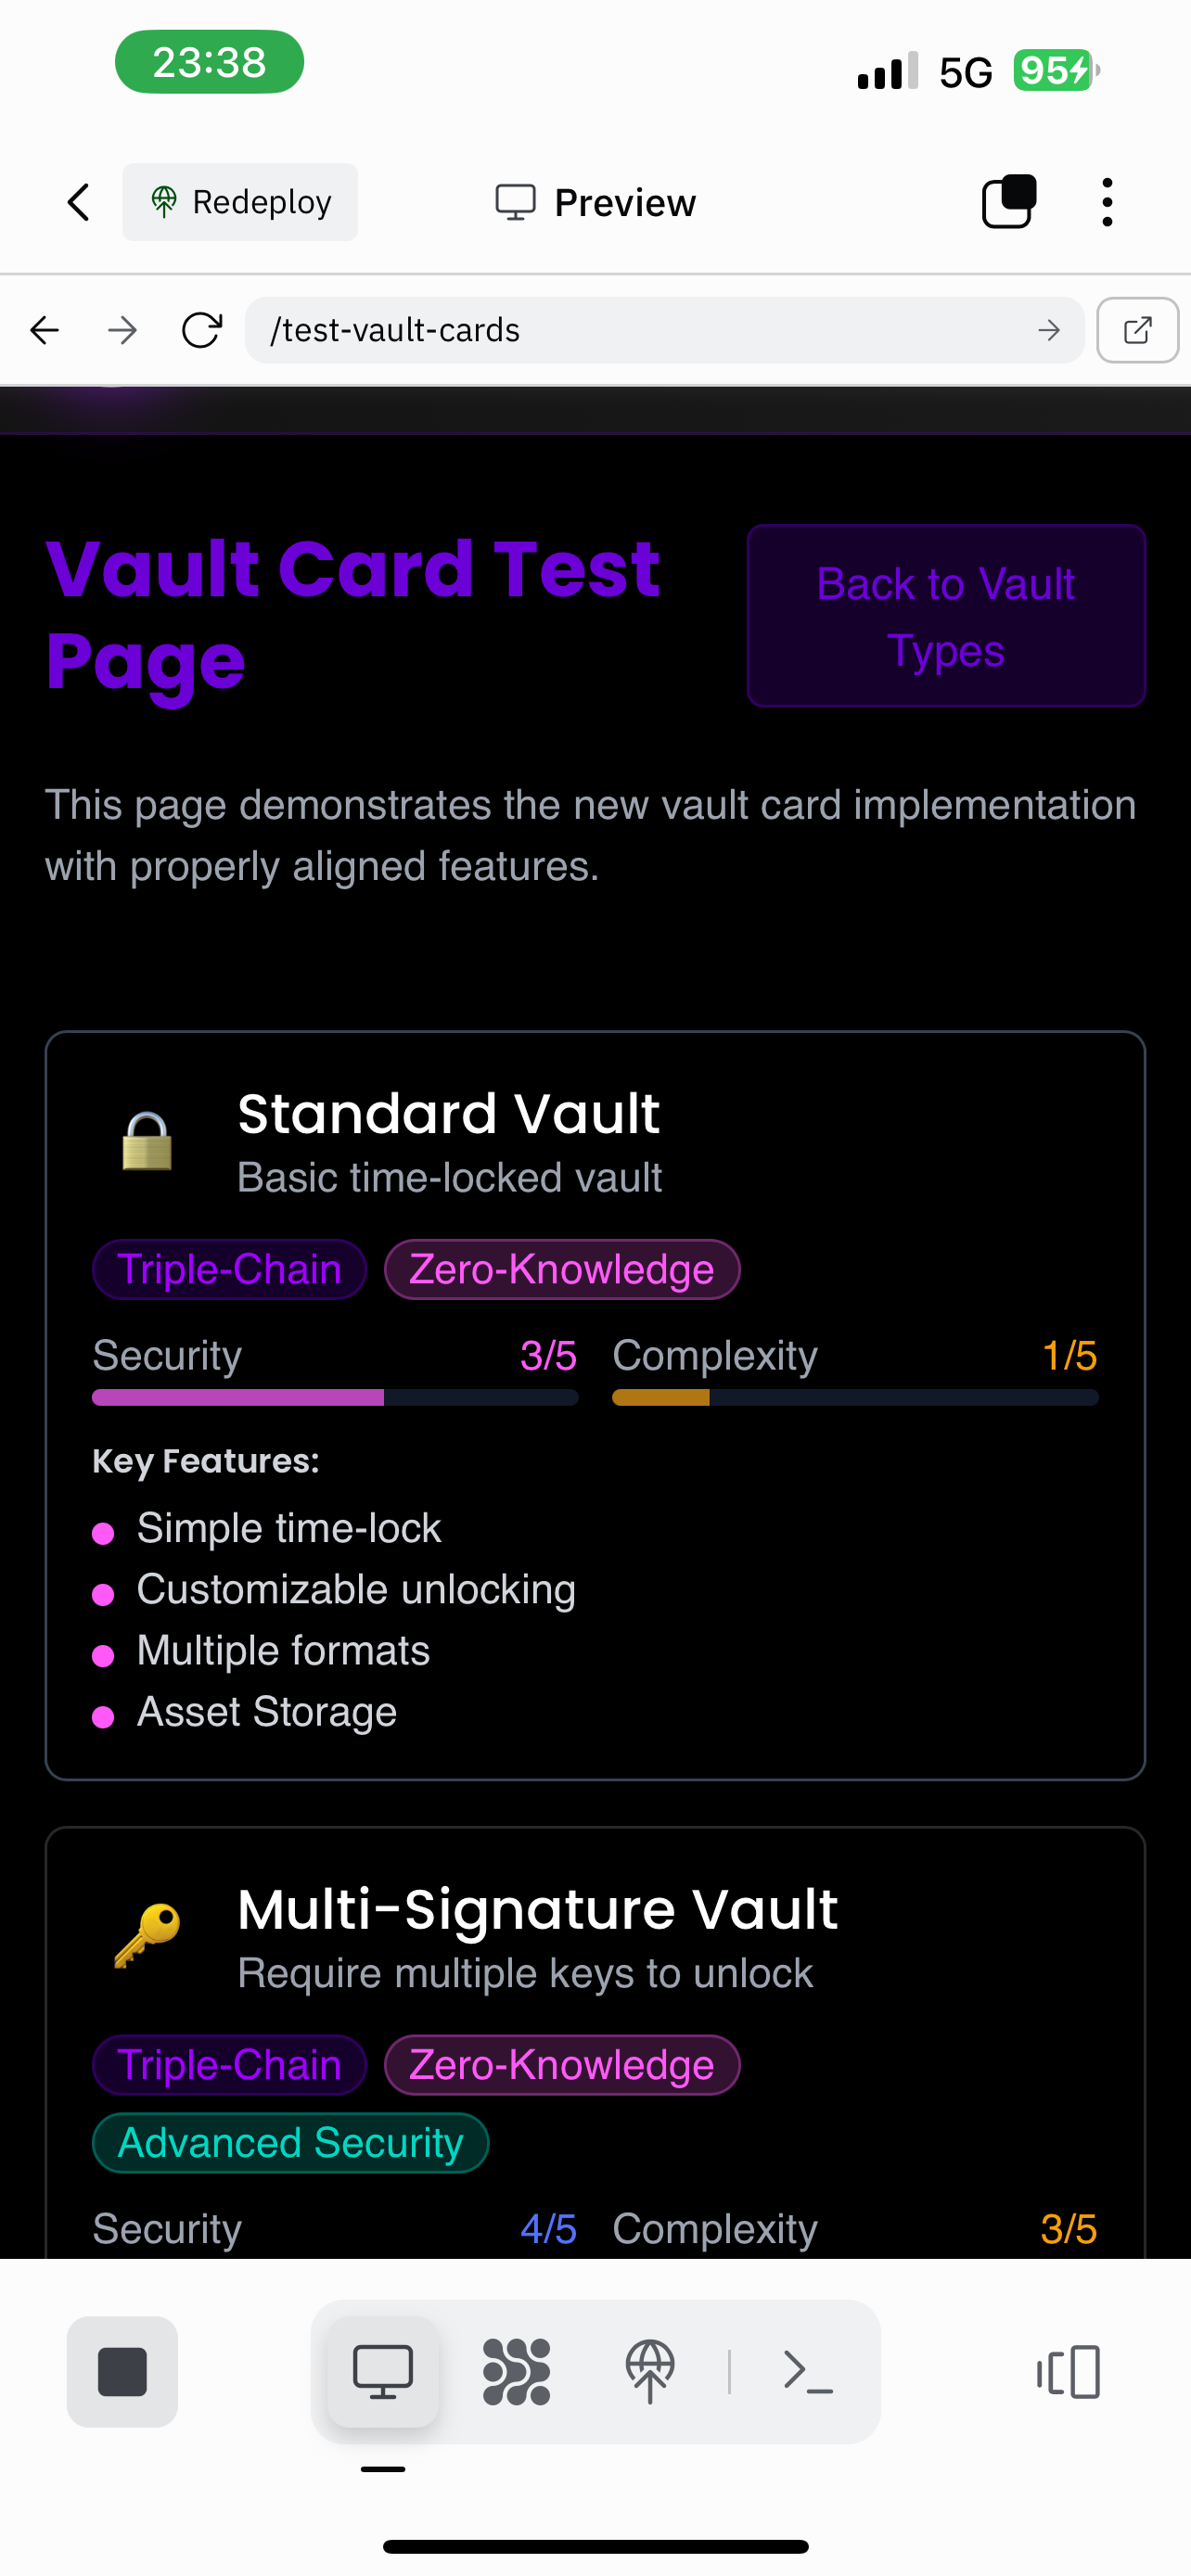 23:38
5G
95
Redeploy
Preview
/test-vault-cards
Vault Card Test
Page
Back to Vault
Types
This page demonstrates the new vault card implementation
with properly aligned features.
Standard Vault
Basic time-locked vault
Triple-Chain
Zero-Knowledge
Security
3/5
Complexity
1/5
Key Features:
Simple time-lock
Customizable unlocking
Multiple formats
Asset Storage
Multi-Signature Vault
Require multiple keys to unlock
Triple-Chain
Zero-Knowledge
Advanced Security
Security
4/5
Complexity
3/5